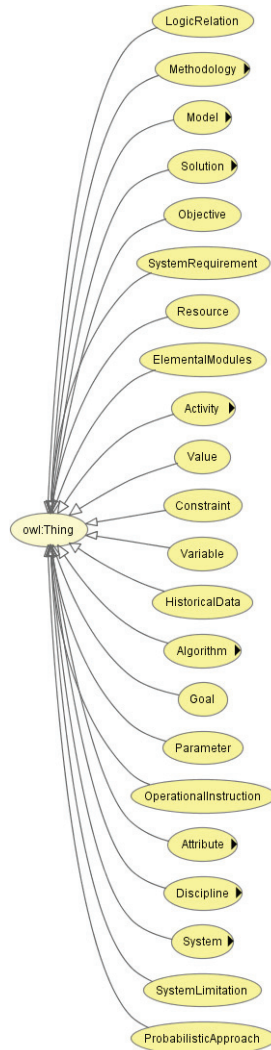 LogicRelation
Methodology
Model
Solution
Objective
SystemRequirement
Resource
ElementalModules
Activity
Value
Constraint
owl:Thing
Variable
HistoricalData
Algorithm
Goal
Parameter
OperationalInstruction
Attribute
Discipline
System
SystemLimitation
ProbabilisticApproach